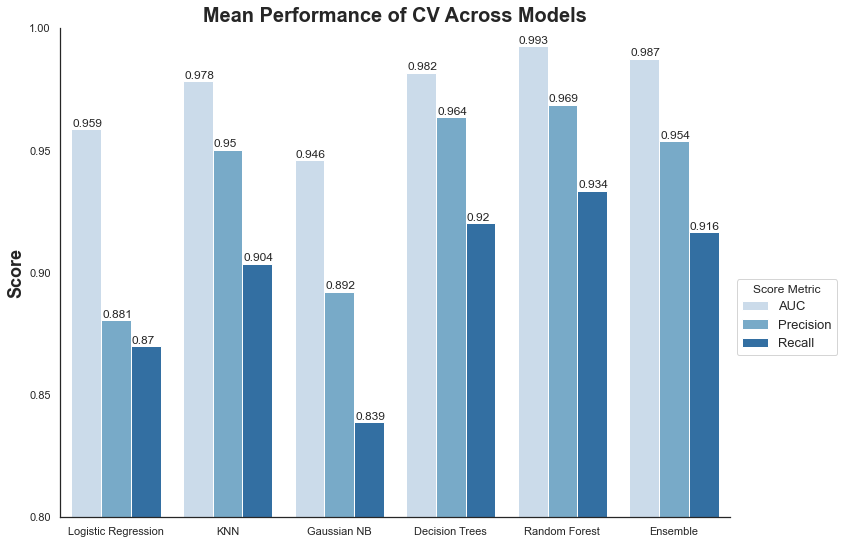 Mean Performance of CV Across Models
Score
1.00
0.95
0.90
0.85
0.80
0.959
0.881
0.87
0.978
0.95
0.904
0.946
0.892
0.839
0.982
0.964
0.92
0.993
0.969
0.934
0.987
0.954
0.916
Logistic Regression
KNN
Gaussian NB
Decision Trees
Random Forest
Ensemble
Score Metric
AUC
Precision
Recall